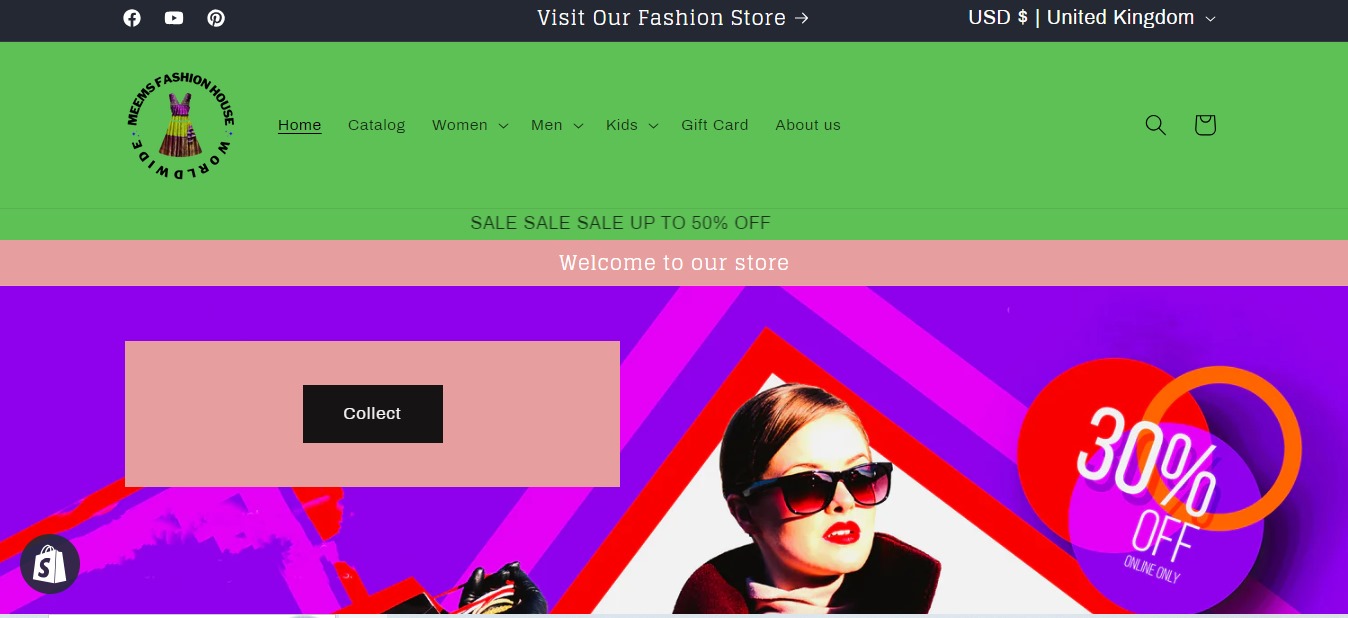 Visit Our Fashion Store →
USD $ | United Kingdom
MEEMS FASHION HOUSE
WORLDWIDE
Home Catalog Women Men Kids Gift Card About us
SALE SALE SALE UP TO 50% OFF
Welcome to our store
Collect
30%
OFF
ONLINE ONLY